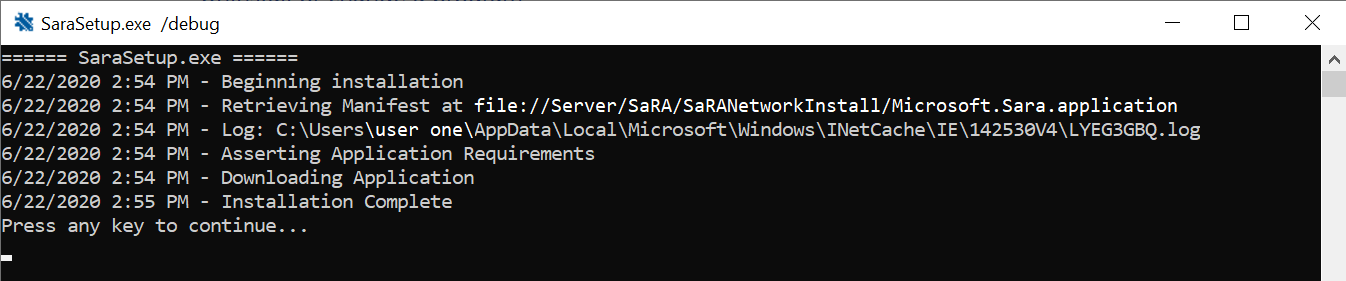 SaraSetup.exe /debug
====== SaraSetup.exe ======
6/22/2020 2:54 PM - Beginning installation
6/22/2020 2:54 PM - Retrieving Manifest at file://Server/SaRA/SaRANetworkInstall/Microsoft.Sara.application
6/22/2020 2:54 PM - Log: C:\Users\user one\AppData\Local\Microsoft\Windows\INetCache\IE\142530V4\LYEG3GBQ.log
6/22/2020 2:54 PM - Asserting Application Requirements
6/22/2020 2:54 PM - Downloading Application
6/22/2020 2:55 PM - Installation Complete
Press any key to continue...